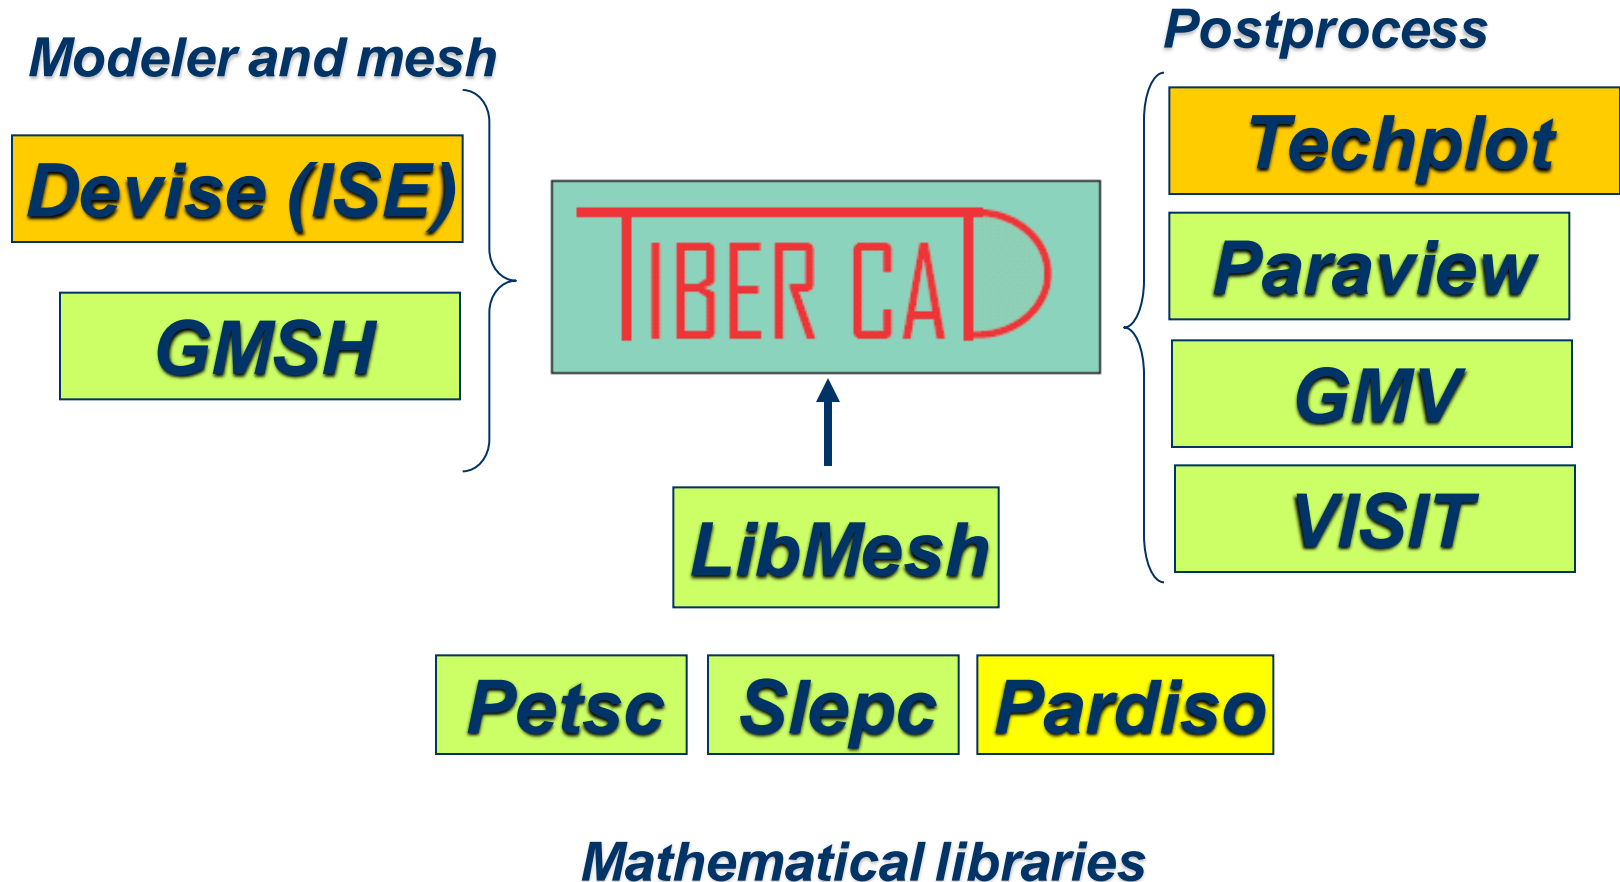 Modeler and mesh
Devise (ISE)
GMSH
TIBER CAD
Postprocess
Techplot
Paraview
GMV
VISIT
LibMesh
Petsc
Slepc
Pardiso
Mathematical libraries